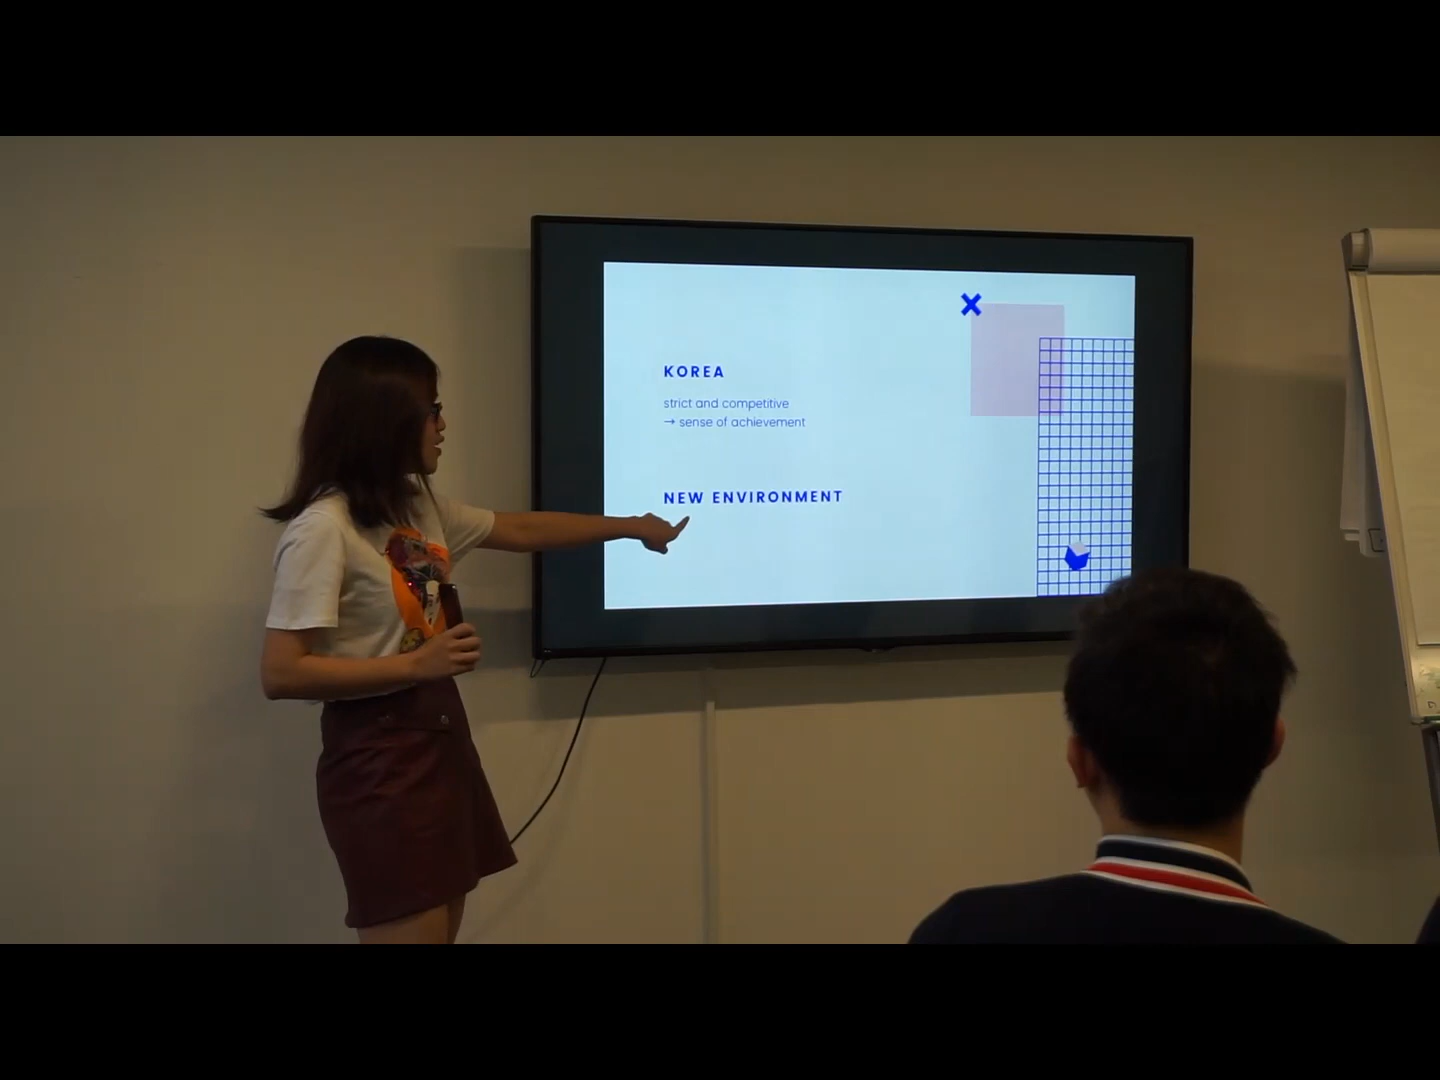 KOREA
strict and competitive
→ sense of achievement
NEW ENVIRONMENT